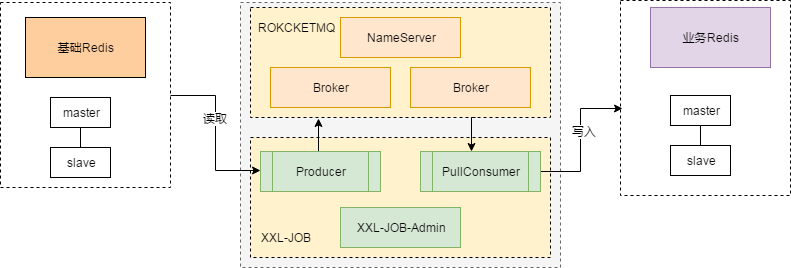 基础Redis
master
slave
读取
ROKCKETMQ
NameServer
Broker
Broker
Producer
PullConsumer
XXL-JOB-Admin
XXL-JOB
写入
业务Redis
master
slave